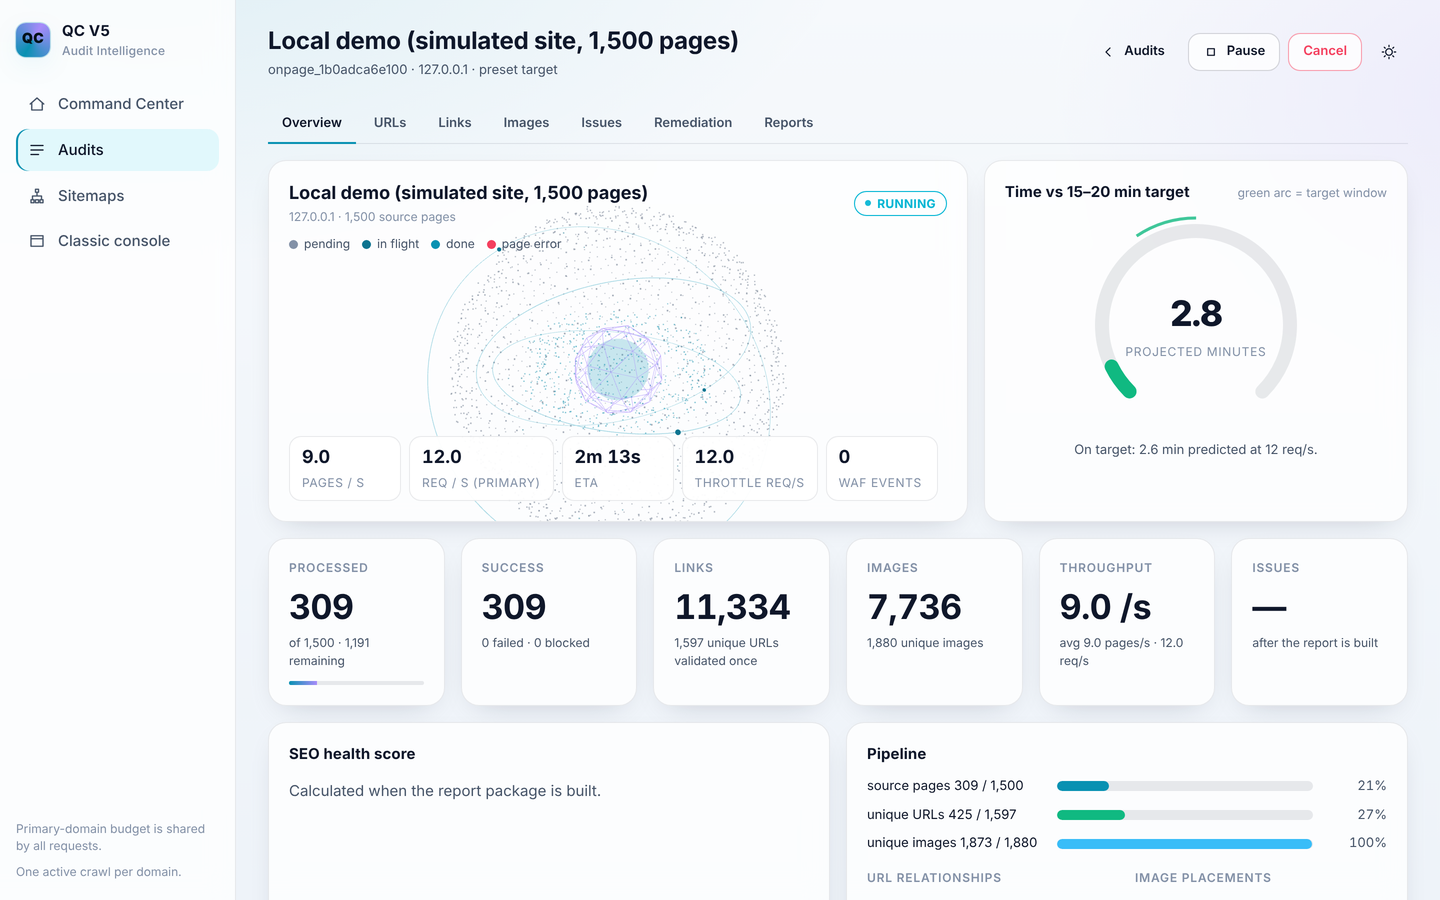 QC
QC V5
Audit Intelligence
Command Center
Audits
Sitemaps
Classic console
Primary-domain budget is shared
by all requests.
One active crawl per domain.
Local demo (simulated site, 1,500 pages)
onpage_1b0adca6e100 · 127.0.0.1 · preset target
Audits
Pause
Cancel
Overview
URLs
Links
Images
Issues
Remediation
Reports
Local demo (simulated site, 1,500 pages)
127.0.0.1 · 1,500 source pages
RUNNING
pending
in flight
done
page error
9.0
PAGES / S
12.0
REQ / S (PRIMARY)
2m 13s
ETA
12.0
THROTTLE REQ/S
0
WAF EVENTS
Time vs 15–20 min target
green arc = target window
2.8
PROJECTED MINUTES
On target: 2.6 min predicted at 12 req/s.
PROCESSED
309
of 1,500 · 1,191
remaining
SUCCESS
309
0 failed · 0 blocked
LINKS
11,334
1,597 unique URLs
validated once
IMAGES
7,736
1,880 unique images
THROUGHPUT
9.0 /s
avg 9.0 pages/s · 12.0
req/s
ISSUES
—
after the report is built
SEO health score
Calculated when the report package is built.
Pipeline
source pages 309 / 1,500
21%
unique URLs 425 / 1,597
27%
unique images 1,873 / 1,880
100%
URL RELATIONSHIPS
IMAGE PLACEMENTS